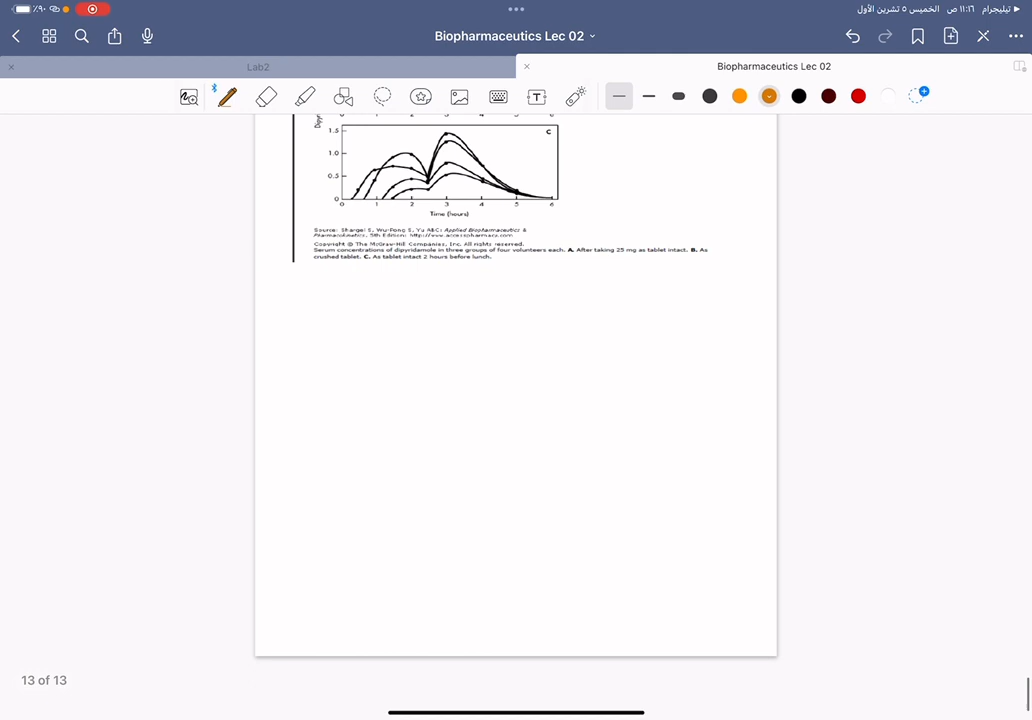 ٪٩٠ الخميس ٥ تشرين الأول ١١:١٦ ص تيليجرام
Biopharmaceutics Lec 02
Lab2
Biopharmaceutics Lec 02
T
1.5
1.0
0.5
0
C
0 1 2 3 4 5 6
Time (hours)
Source: Shargel S, Wu-Pong S, Yu ABC: Applied Biopharmaceutics &
Pharmacokinetics, 5th Edition: http://www.accesspharmacy.com
Copyright © The McGraw-Hill Companies, Inc. All rights reserved.
Serum concentrations of dipyridamole in three groups of four volunteers each. A. After taking 25 mg as tablet intact. B. As
crushed tablet. C. As tablet intact 2 hours before lunch.
13 of 13